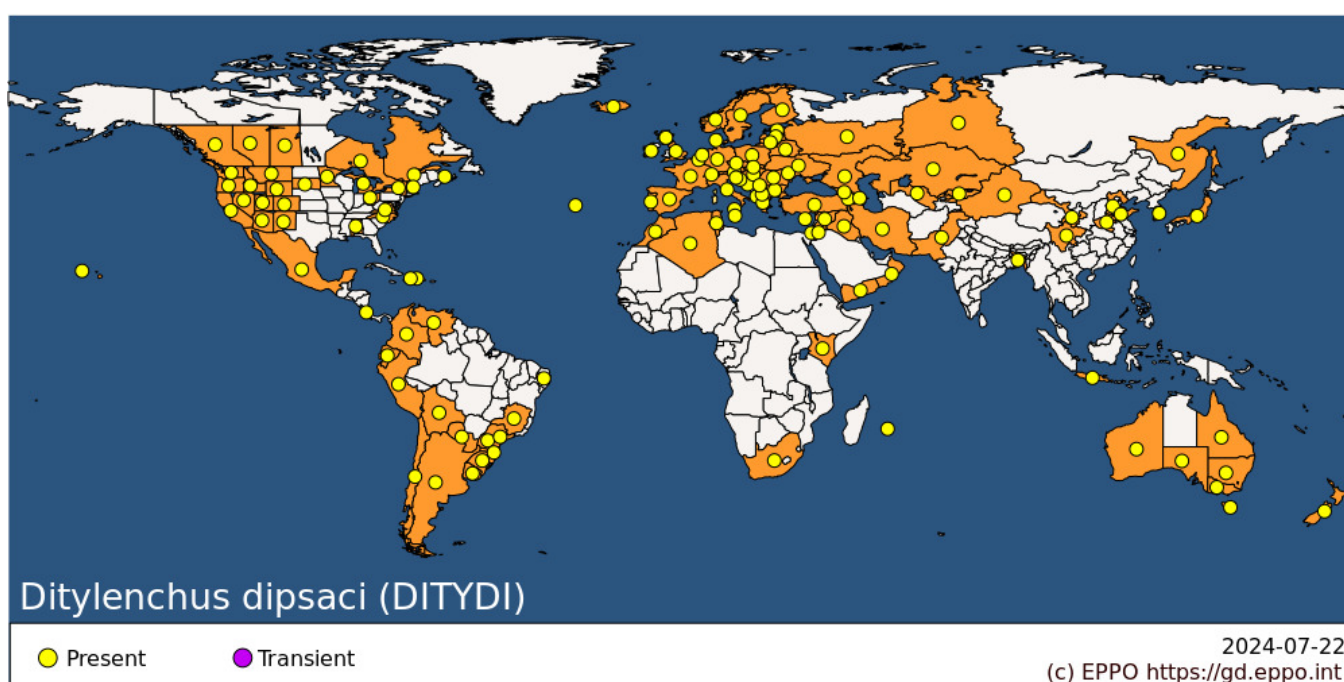 Ditylenchus dipsaci (DITYDI)
Present
Transient
2024-07-22
(c) EPPO https://gd.eppo.int